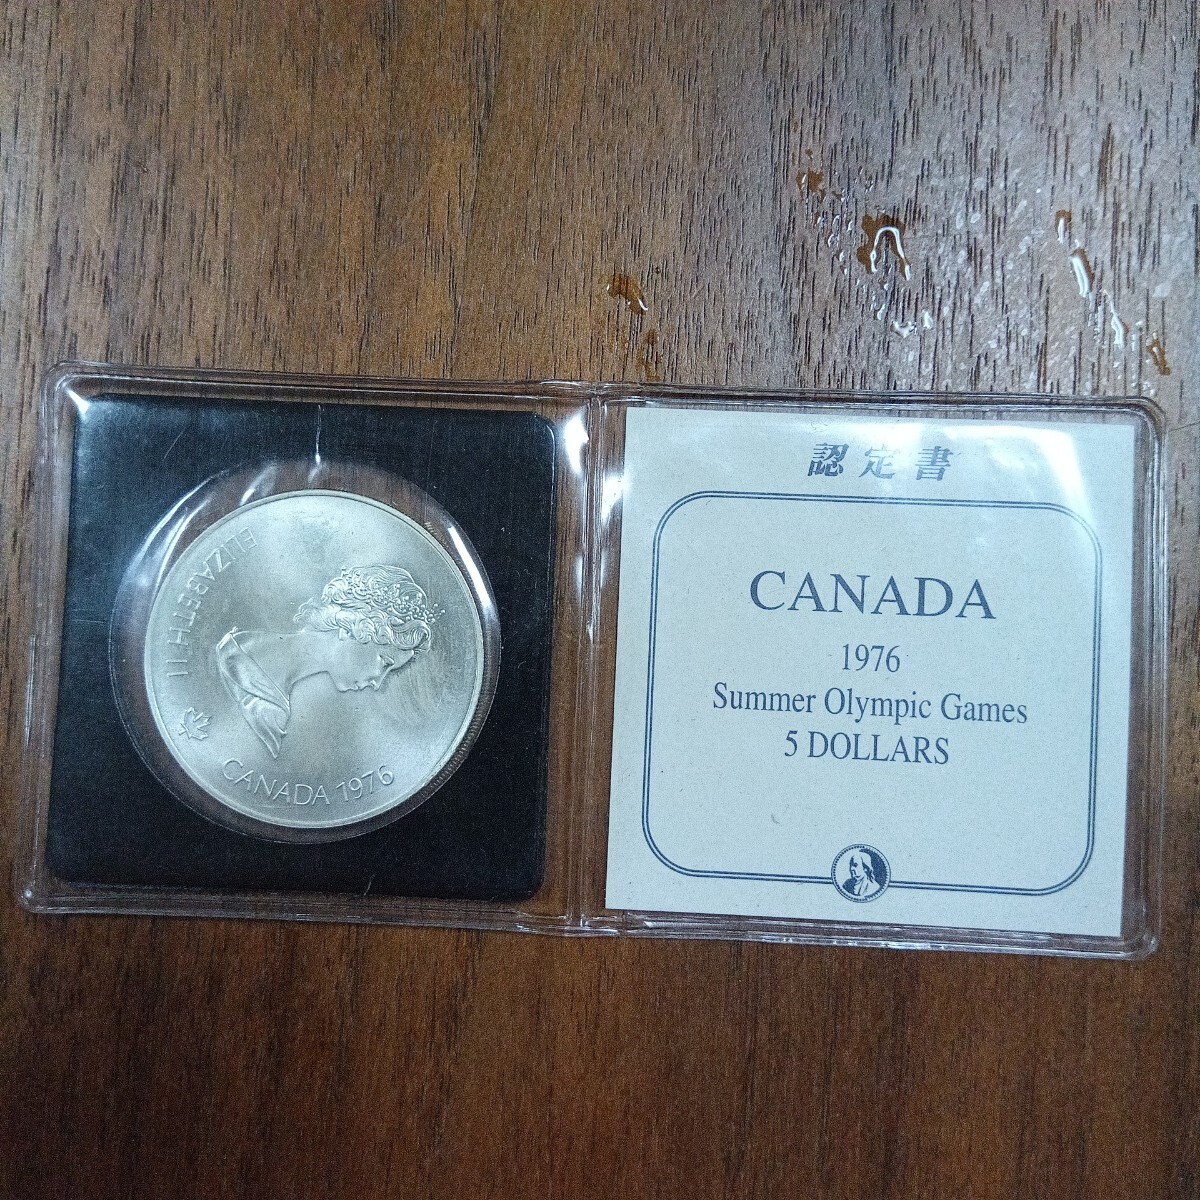 ELIZABETH II
CANADA 1976
認定書
CANADA
1976
Summer Olympic Games
5 DOLLARS